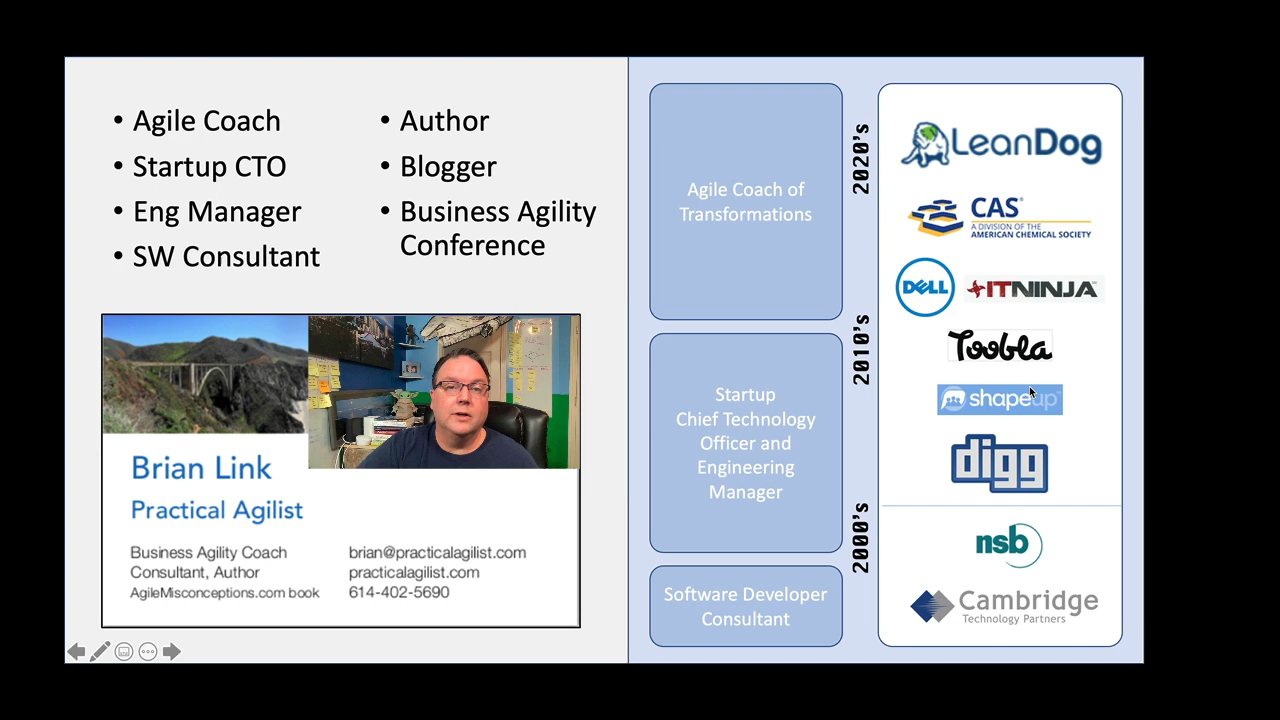 • Agile Coach
• Startup CTO
• Eng Manager
• SW Consultant
• Author
• Blogger
• Business Agility
Conference
Brian Link
Practical Agilist
Business Agility Coach
Consultant, Author
AgileMisconceptions.com book
brian@practicalagilist.com
practicalagilist.com
614-402-5690
Agile Coach of
Transformations
Startup
Chief Technology
Officer and
Engineering
Manager
Software Developer
Consultant
2020's
2010's
2000's
LeanDog
CAS®
A DIVISION OF THE
AMERICAN CHEMICAL SOCIETY
DELL
ITNINJA
Toobla
shapeup
digg
nsb
Cambridge
Technology Partners